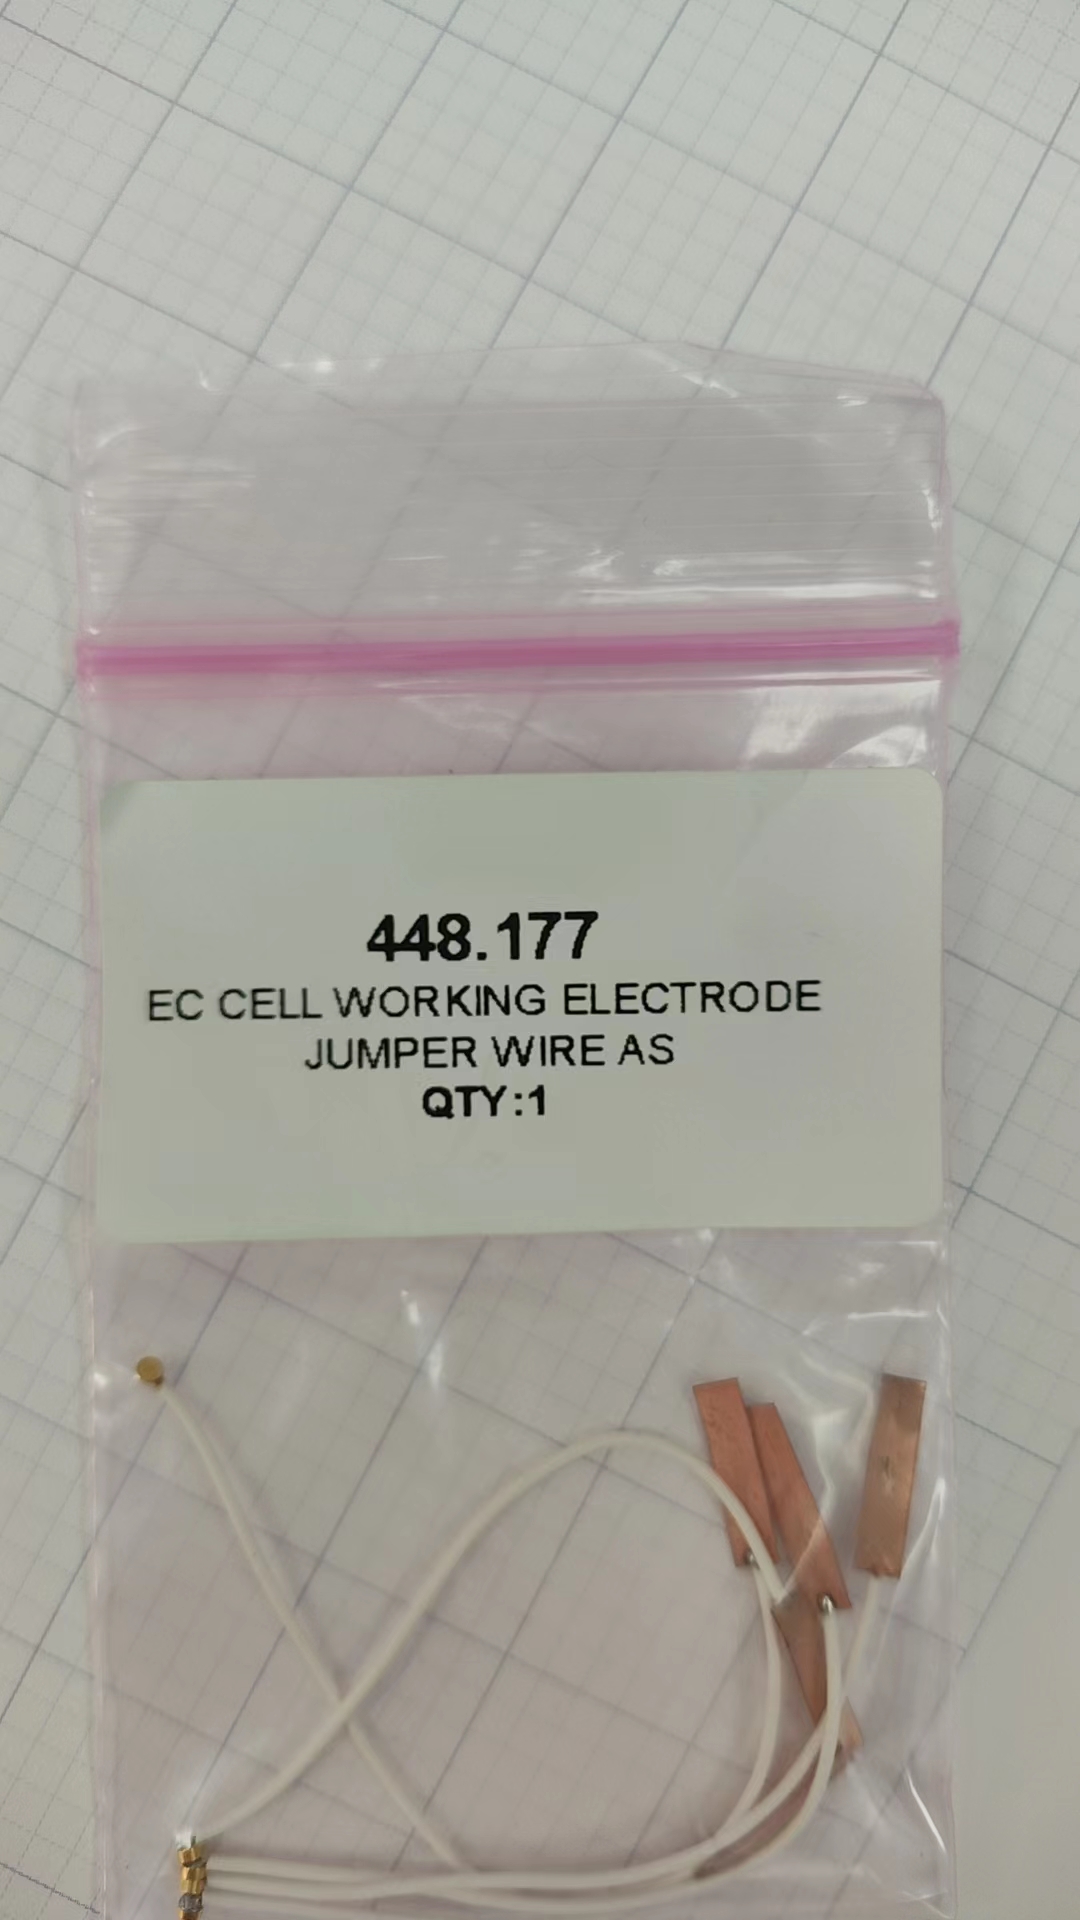 448.177
EC CELL WORKING ELECTRODE
JUMPER WIRE AS
QTY:1